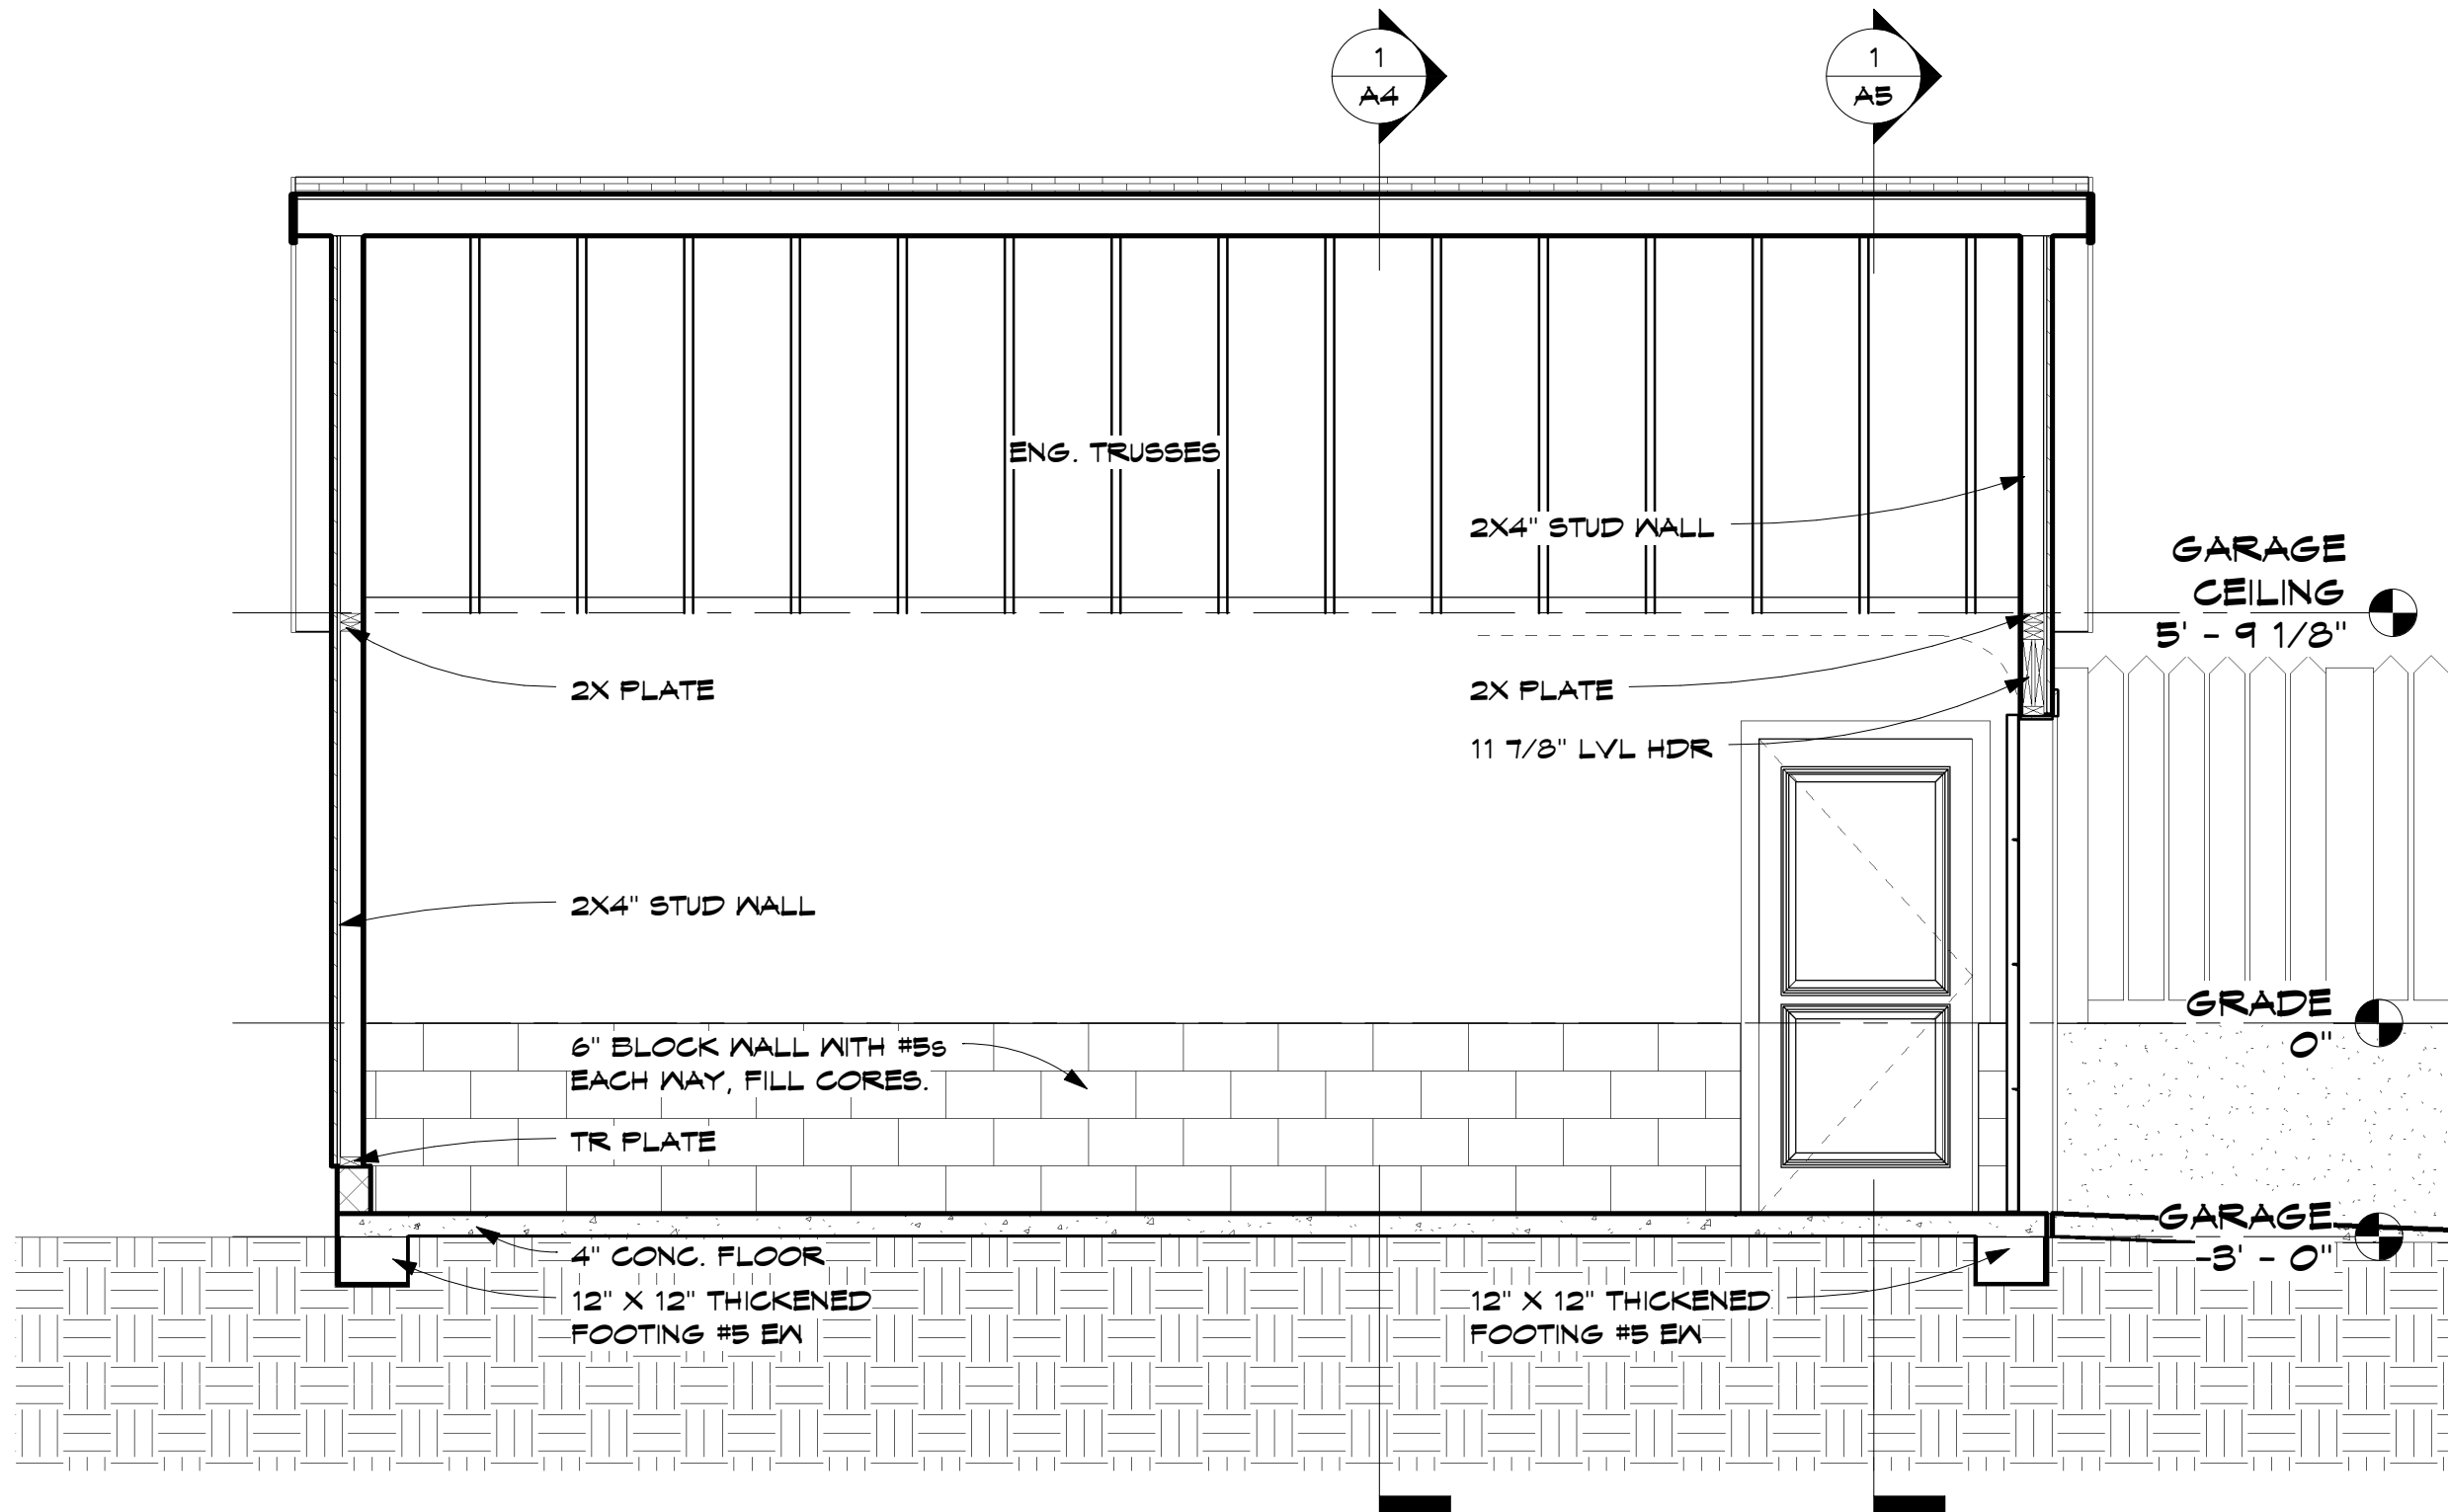 1
A4
1
A5
ENG. TRUSSES
2X4" STUD WALL
GARAGE
CEILING
5' - 9 1/8"
2X PLATE
2X PLATE
11 7/8" LVL HDR
2X4" STUD WALL
GRADE
0"
6" BLOCK WALL WITH #5s
EACH WAY, FILL CORES.
TR PLATE
GARAGE
-3' - 0"
4" CONC. FLOOR
12" X 12" THICKENED
FOOTING #5 EW
12" X 12" THICKENED
FOOTING #5 EW